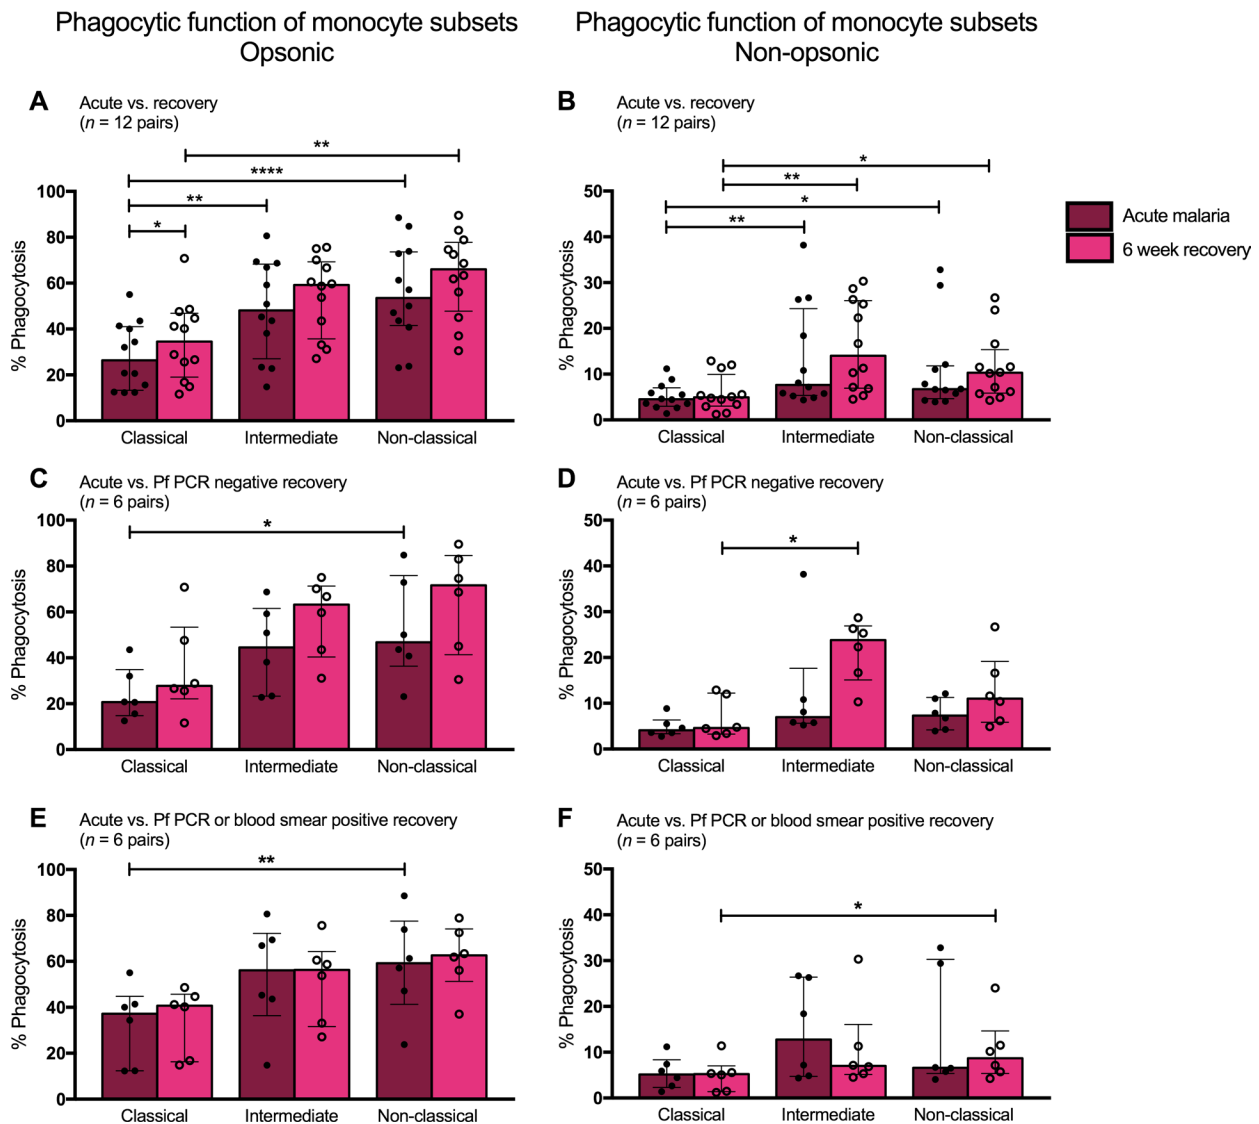 Phagocytic function of monocyte subsets
Opsonic
Phagocytic function of monocyte subsets
Non-opsonic
A
Acute vs. recovery
(n = 12 pairs)
**
****
**
*
% Phagocytosis
100
80
60
40
20
0
Classical
Intermediate
Non-classical
B
Acute vs. recovery
(n = 12 pairs)
*
**
*
**
% Phagocytosis
50
40
30
20
10
0
Classical
Intermediate
Non-classical
Acute malaria
6 week recovery
C
Acute vs. Pf PCR negative recovery
(n = 6 pairs)
*
% Phagocytosis
100
80
60
40
20
0
Classical
Intermediate
Non-classical
D
Acute vs. Pf PCR negative recovery
(n = 6 pairs)
*
% Phagocytosis
50
40
30
20
10
0
Classical
Intermediate
Non-classical
E
Acute vs. Pf PCR or blood smear positive recovery
(n = 6 pairs)
**
% Phagocytosis
100
80
60
40
20
0
Classical
Intermediate
Non-classical
F
Acute vs. Pf PCR or blood smear positive recovery
(n = 6 pairs)
*
% Phagocytosis
50
40
30
20
10
0
Classical
Intermediate
Non-classical